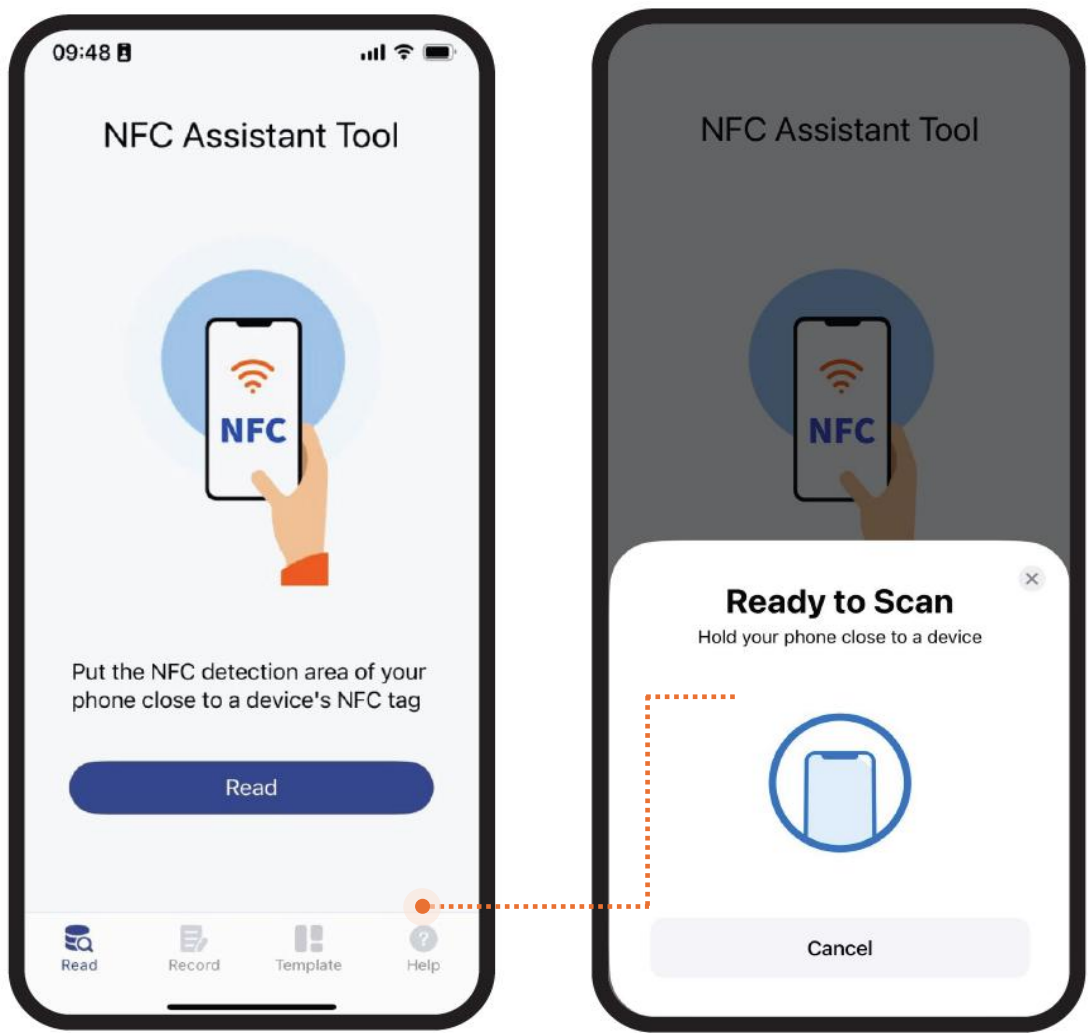 09:48
NFC Assistant Tool
NFC
Put the NFC detection area of your
phone close to a device's NFC tag
Read
Read
Record
Template
Help
NFC Assistant Tool
NFC
Ready to Scan
Hold your phone close to a device
Cancel